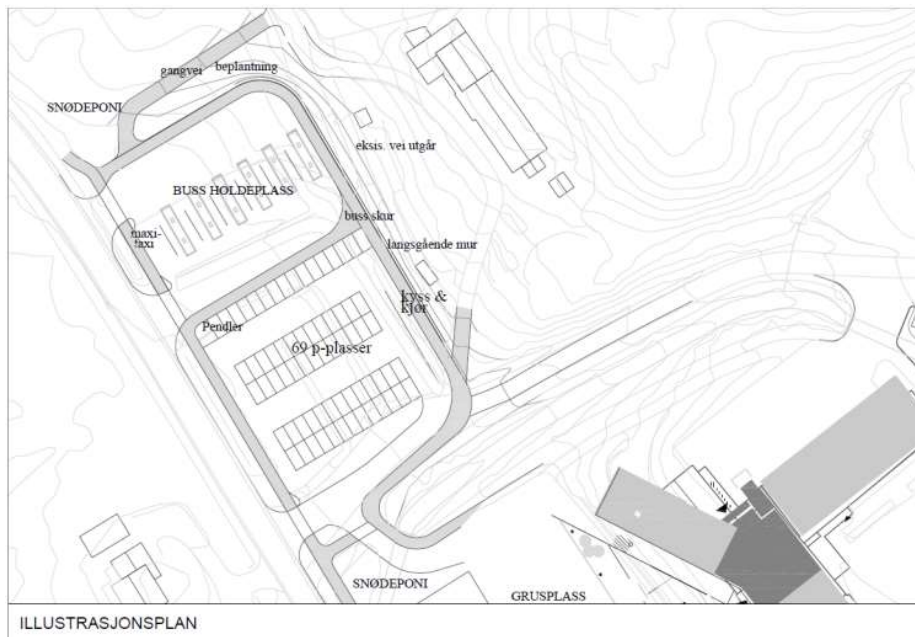 gangvei
beplantning
SNØDEPONI
eksis. vei utgår
BUSS HOLDEPLASS
buss skur
maxi-
taxi
langsgående mur
kyss &
kjør
Pendler
69 p-plasser
SNØDEPONI
GRUSPLASS
ILLUSTRASJONSPLAN